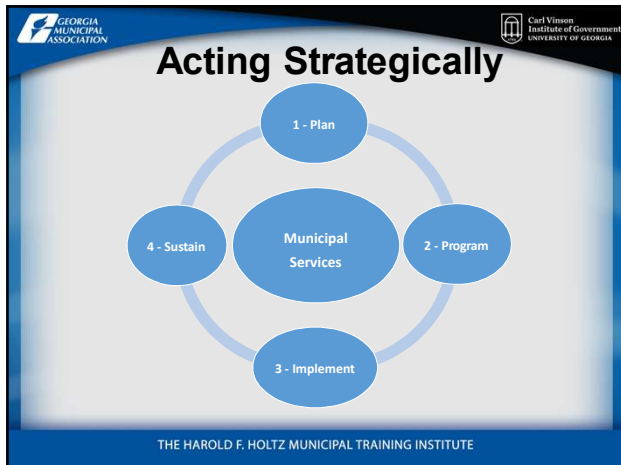 GEORGIA
MUNICIPAL
ASSOCIATION
Carl Vinson
Institute of Government
UNIVERSITY OF GEORGIA
Acting Strategically
1 - Plan
4 - Sustain
Municipal
Services
2 - Program
3 - Implement
THE HAROLD F. HOLTZ MUNICIPAL TRAINING INSTITUTE